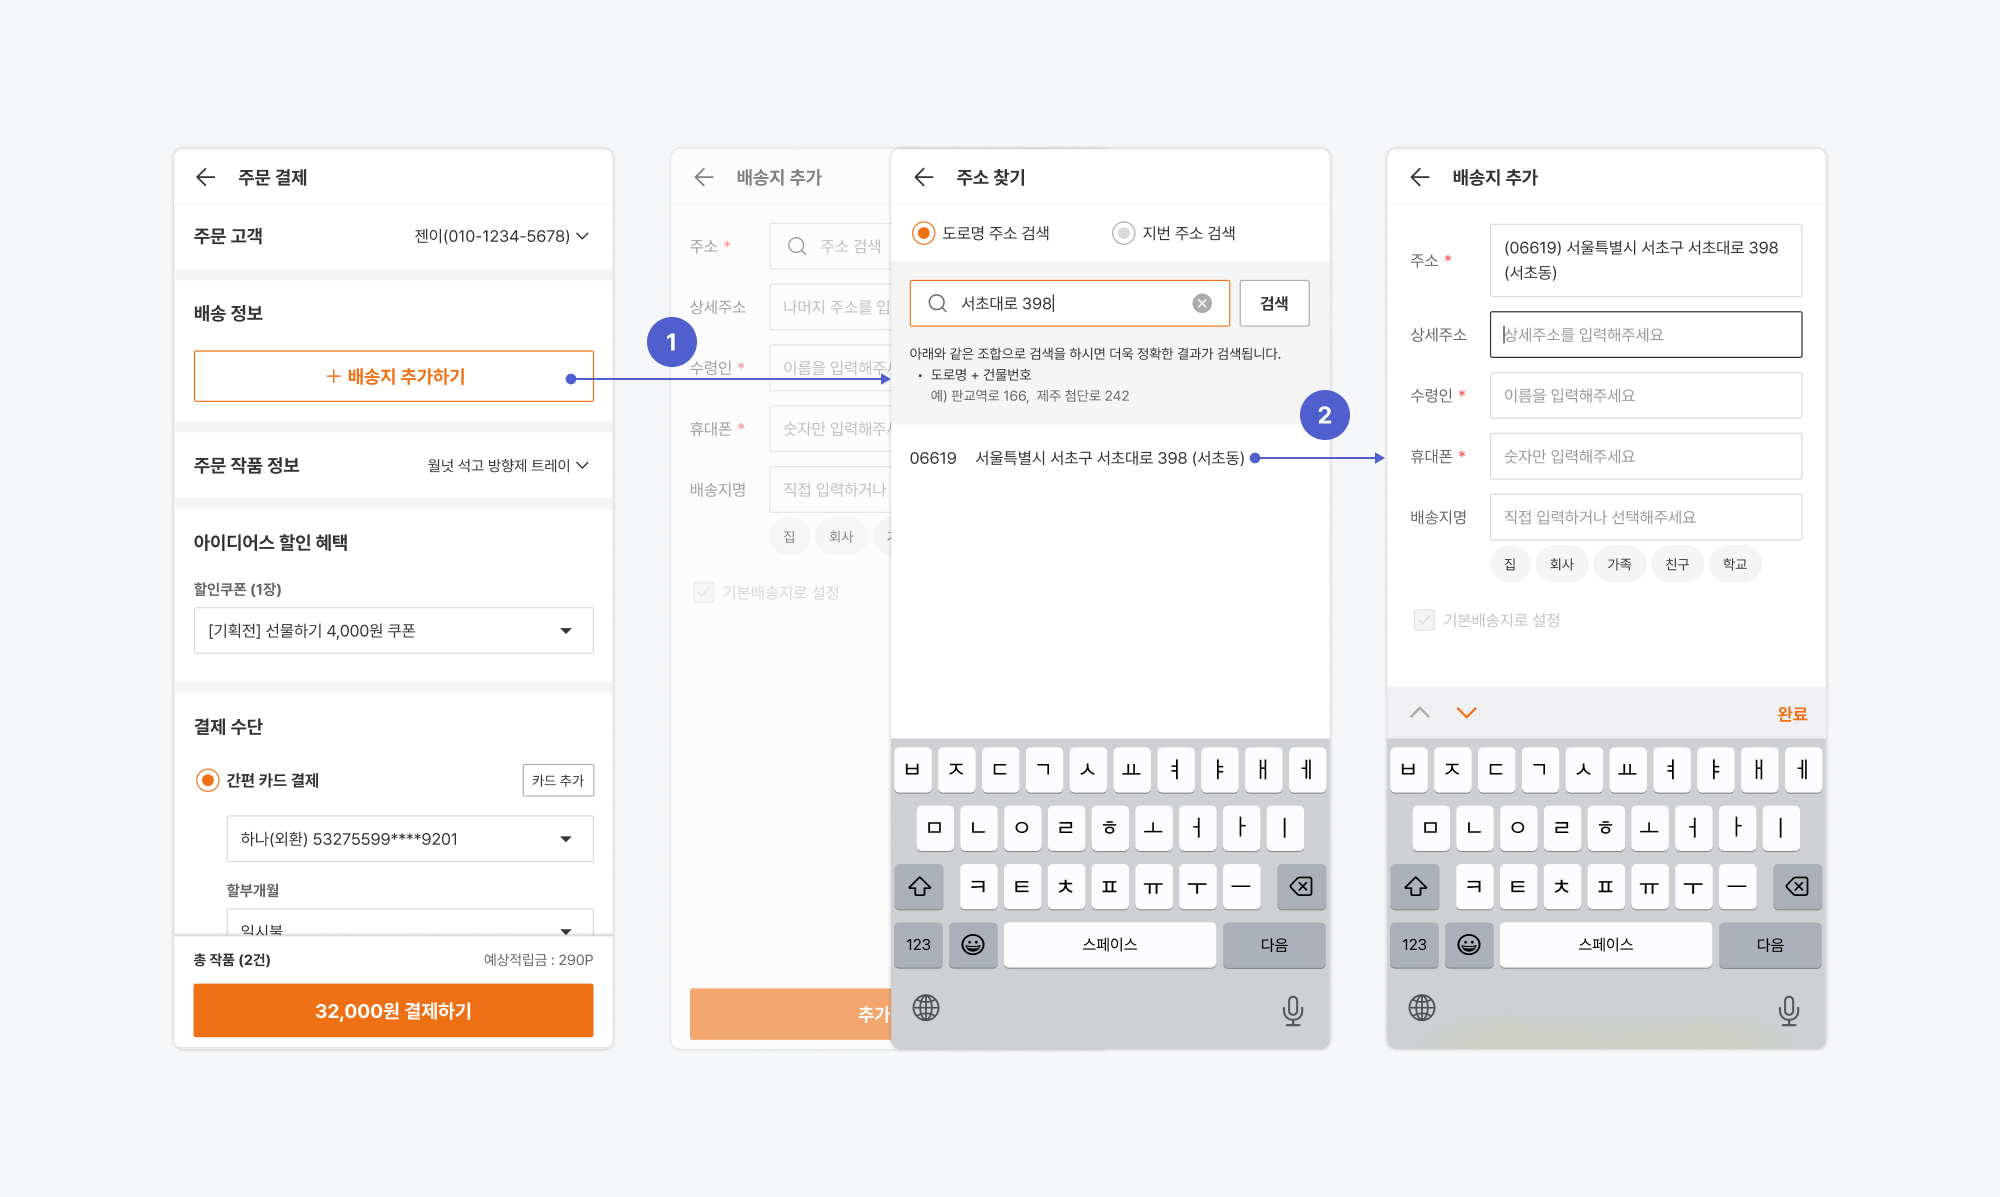 주문 결제
주문 고객
젠이(010-1234-5678)
배송 정보
+ 배송지 추가하기
주문 작품 정보
월넛 석고 방향제 트레이
아이디어스 할인 혜택
할인쿠폰 (1장)
[기획전] 선물하기 4,000원 쿠폰
결제 수단
간편 카드 결제
카드 추가
하나(외환) 53275599****9201
할부개월
일시불
총 작품 (2건)
예상적립금 : 290P
32,000원 결제하기
1
배송지 추가
주소 *
주소 검색
상세주소
나머지 주소를 입
수령인 *
이름을 입력해주
휴대폰 *
숫자만 입력해주
배송지명
직접 입력하거나
집
회사
기본배송지로 설정
추가
주소 찾기
도로명 주소 검색
지번 주소 검색
서초대로 398
검색
아래와 같은 조합으로 검색을 하시면 더욱 정확한 결과가 검색됩니다.
• 도로명 + 건물번호
예) 판교역로 166, 제주 첨단로 242
06619 서울특별시 서초구 서초대로 398 (서초동)
ㅂ ㅈ ㄷ ㄱ ㅅ ㅛ ㅕ ㅑ ㅐ ㅔ
ㅁ ㄴ ㅇ ㄹ ㅎ ㅗ ㅓ ㅏ ㅣ
ㅋ ㅌ ㅊ ㅍ ㅠ ㅜ ㅡ
123 스페이스 다음
2
배송지 추가
주소 *
(06619) 서울특별시 서초구 서초대로 398
(서초동)
상세주소
상세주소를 입력해주세요
수령인 *
이름을 입력해주세요
휴대폰 *
숫자만 입력해주세요
배송지명
직접 입력하거나 선택해주세요
집
회사
가족
친구
학교
기본배송지로 설정
완료
ㅂ ㅈ ㄷ ㄱ ㅅ ㅛ ㅕ ㅑ ㅐ ㅔ
ㅁ ㄴ ㅇ ㄹ ㅎ ㅗ ㅓ ㅏ ㅣ
ㅋ ㅌ ㅊ ㅍ ㅠ ㅜ ㅡ
123 스페이스 다음